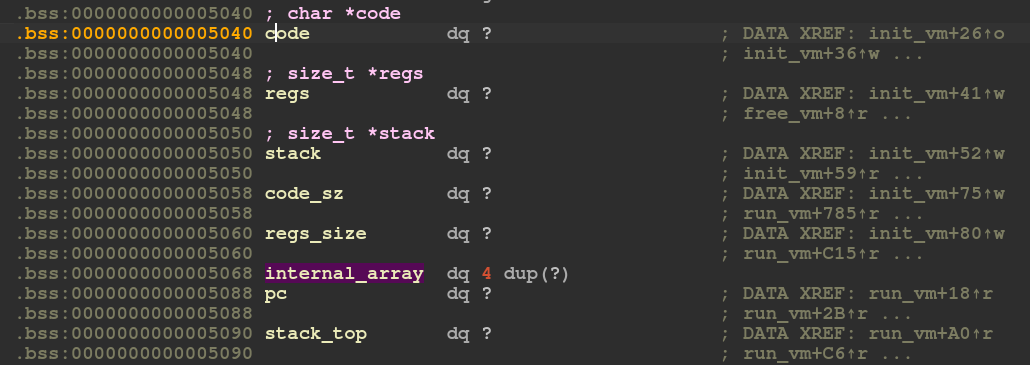 .bss:0000000000005040 ; char *code
.bss:0000000000005040 code dq ? ; DATA XREF: init_vm+26↑o
.bss:0000000000005040 ; init_vm+36↑w ...
.bss:0000000000005048 ; size_t *regs
.bss:0000000000005048 regs dq ? ; DATA XREF: init_vm+41↑w
.bss:0000000000005048 ; free_vm+8↑r ...
.bss:0000000000005050 ; size_t *stack
.bss:0000000000005050 stack dq ? ; DATA XREF: init_vm+52↑w
.bss:0000000000005050 ; init_vm+59↑r ...
.bss:0000000000005058 code_sz dq ? ; DATA XREF: init_vm+75↑w
.bss:0000000000005058 ; run_vm+785↑r ...
.bss:0000000000005060 regs_size dq ? ; DATA XREF: init_vm+80↑w
.bss:0000000000005060 ; run_vm+C15↑r ...
.bss:0000000000005068 internal_array dq 4 dup(?)
.bss:0000000000005088 pc dq ? ; DATA XREF: run_vm+18↑r
.bss:0000000000005088 ; run_vm+2B↑r ...
.bss:0000000000005090 stack_top dq ? ; DATA XREF: run_vm+A0↑r
.bss:0000000000005090 ; run_vm+C6↑r ...